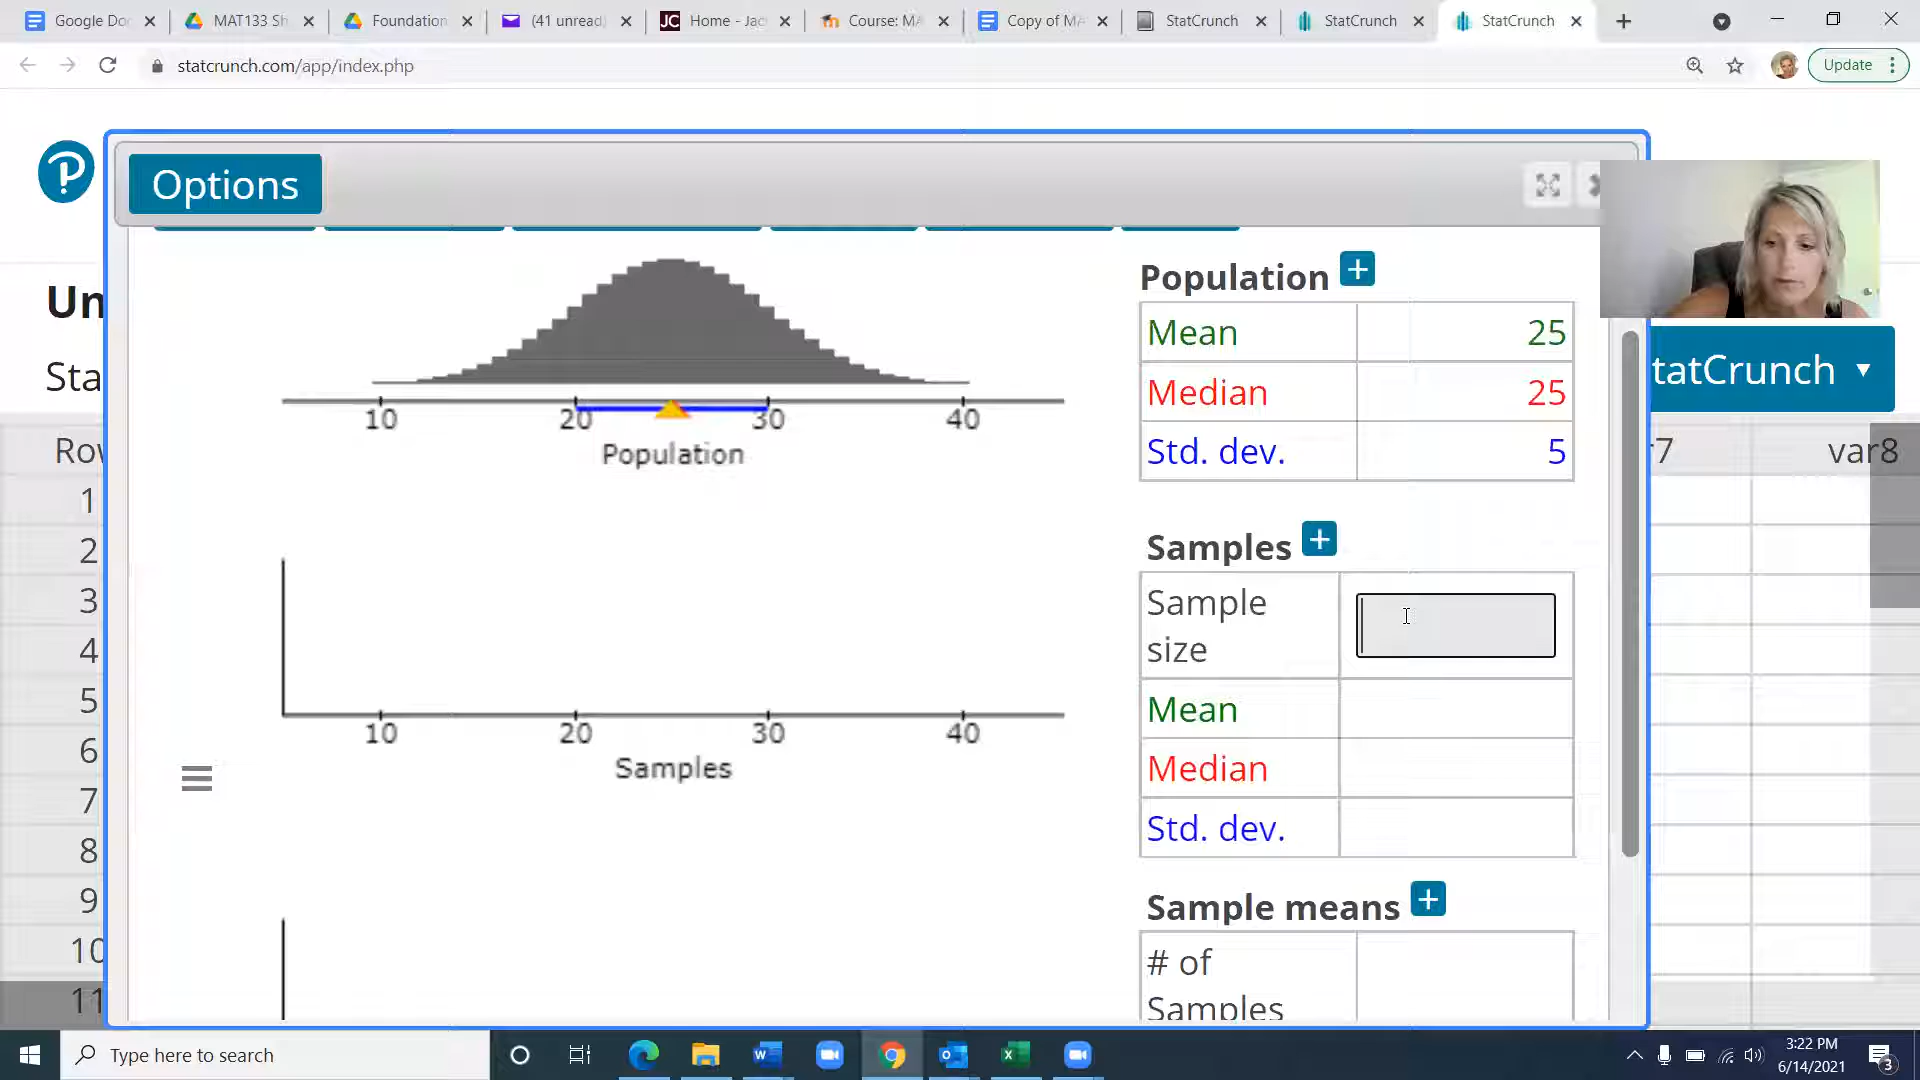 Google Do
MAT133 Sh
Foundation
(41 unread)
JC
Home - Jac
Course: MA
Copy of MA
StatCrunch
StatCrunch
StatCrunch
statcrunch.com/app/index.php
Update
P
Options
Un
Sta
tatCrunch
Population
Mean 25
Median 25
Std. dev. 5
10 20 30 40
Population
Samples
Sample size
Mean
Median
Std. dev.
10 20 30 40
Samples
Sample means
# of Samples
Row
var8
1
2
3
4
5
6
7
8
9
10
11
Type here to search
3:22 PM
6/14/2021
3